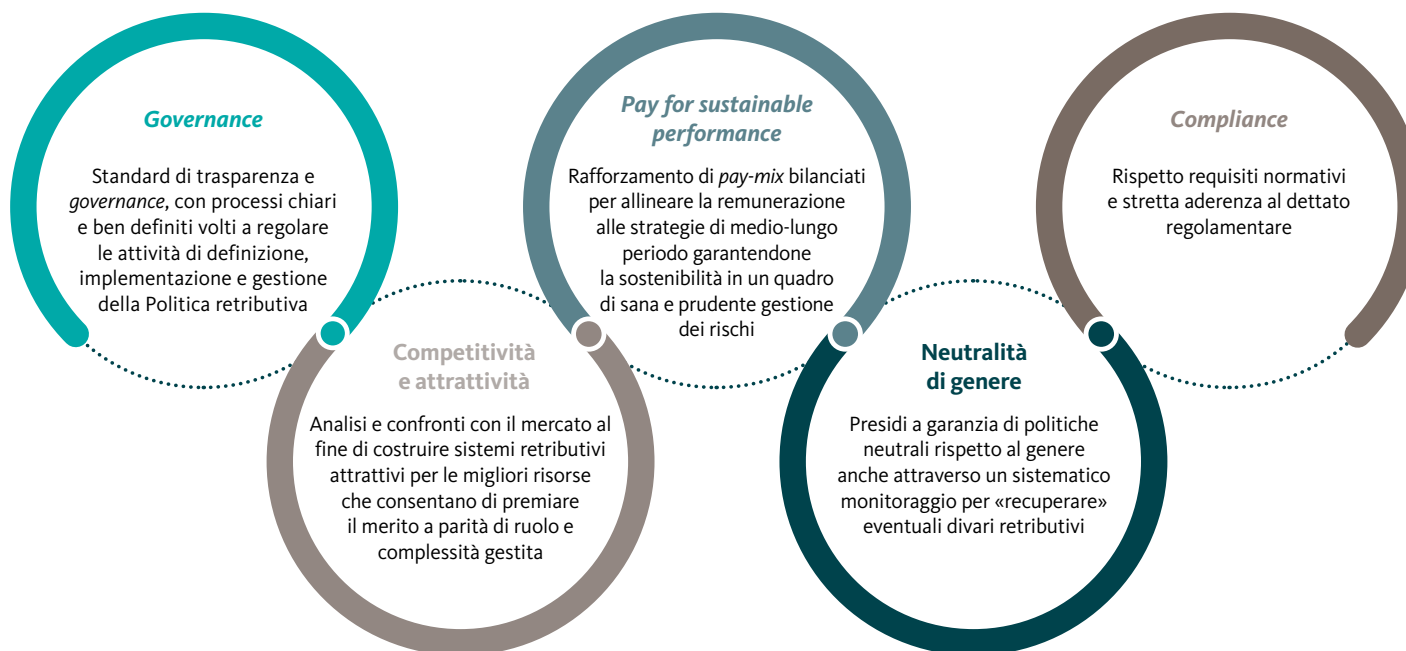 Governance
Standard di trasparenza e
governance, con processi chiari
e ben definiti volti a regolare
le attività di definizione,
implementazione e gestione
della Politica retributiva
Competitività
e attrattività
Analisi e confronti con il mercato al
fine di costruire sistemi retributivi
attrattivi per le migliori risorse
che consentano di premiare
il merito a parità di ruolo e
complessità gestita
Pay for sustainable
performance
Rafforzamento di pay-mix bilanciati
per allineare la remunerazione
alle strategie di medio-lungo
periodo garantendone
la sostenibilità in un quadro
di sana e prudente gestione
dei rischi
Neutralità
di genere
Presidi a garanzia di politiche
neutrali rispetto al genere
anche attraverso un sistematico
monitoraggio per «recuperare»
eventuali divari retributivi
Compliance
Rispetto requisiti normativi
e stretta aderenza al dettato
regolamentare